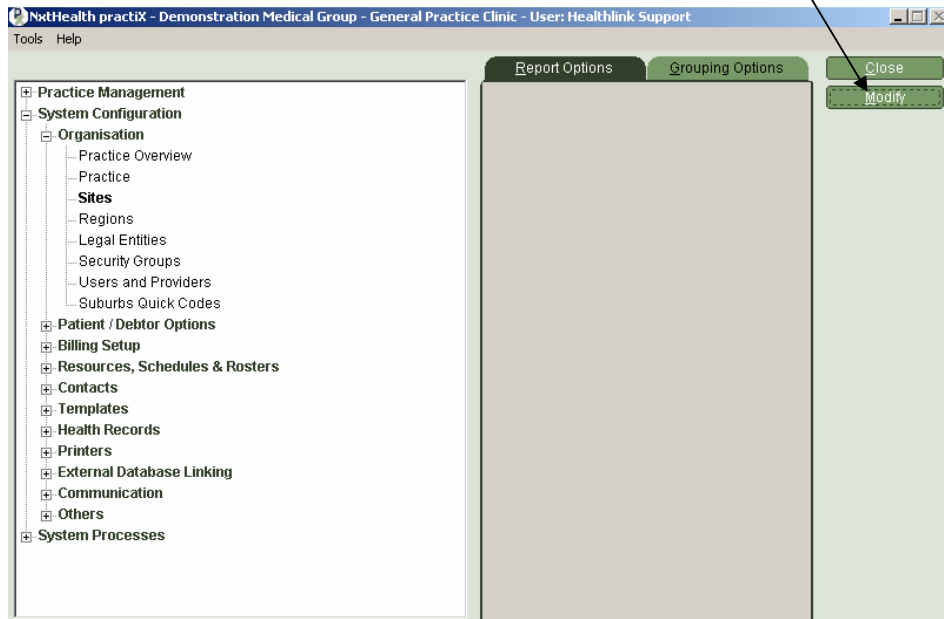 NxtHealth practiX - Demonstration Medical Group - General Practice Clinic - User: Healthlink Support
Tools Help
Report Options Grouping Options Close
Modify
Practice Management
System Configuration
Organisation
Practice Overview
Practice
Sites
Regions
Legal Entities
Security Groups
Users and Providers
Suburbs Quick Codes
Patient / Debtor Options
Billing Setup
Resources, Schedules & Rosters
Contacts
Templates
Health Records
Printers
External Database Linking
Communication
Others
System Processes